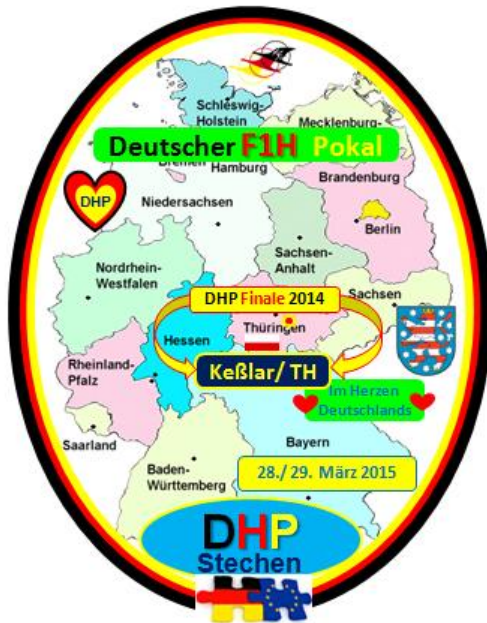 Schleswig-
Holstein
Mecklenburg-
Deutscher F1H Pokal
Bremen
Hamburg
Brandenburg
DHP
Niedersachsen
Berlin
Sachsen-
Anhalt
Nordrhein-
Westfalen
DHP Finale 2014
Sachsen
Thüringen
Hessen
Keßlar/ TH
Rheinland-
Pfalz
Im Herzen
Deutschlands
Saarland
Bayern
Baden-
Württemberg
28./ 29. März 2015
DHP
Stechen